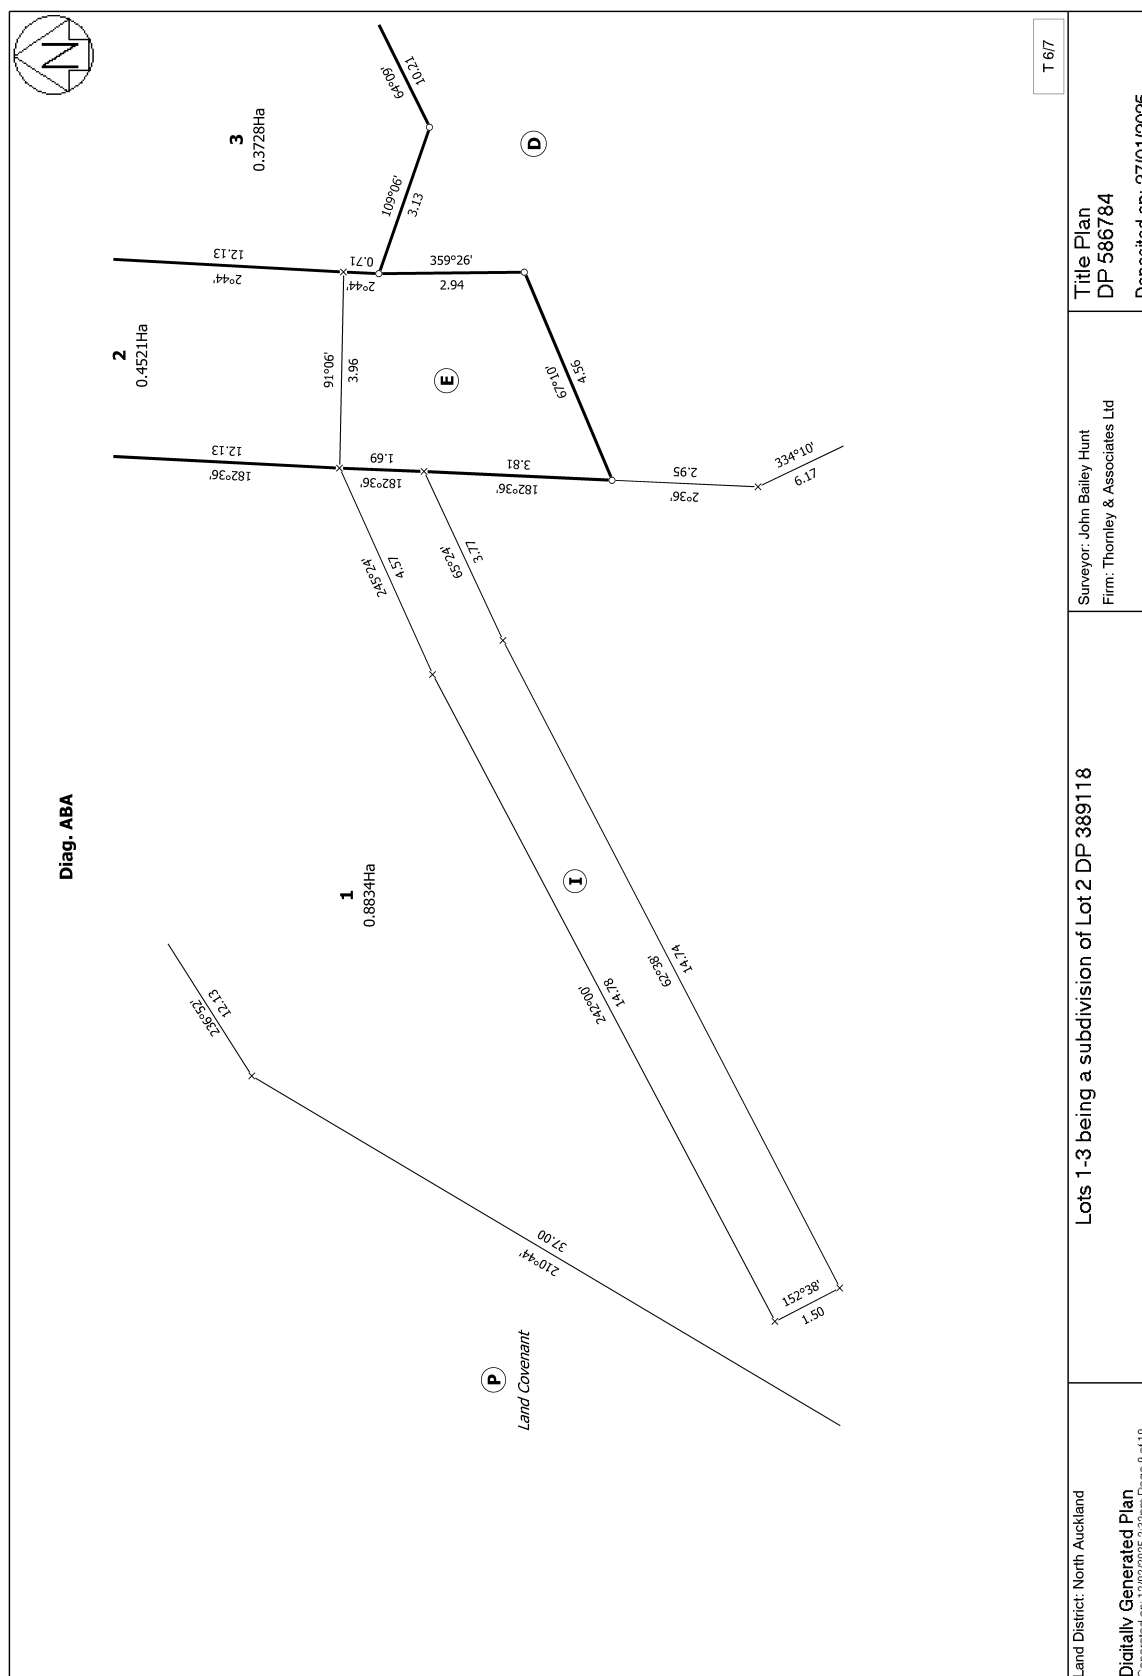 N
Diag. ABA
T 6/7
1
0.8834Ha
2
0.4521Ha
3
0.3728Ha
P
Land Covenant
I
E
D
236°52'
12.13
210°44'
37.00
242°00'
14.78
62°38'
14.74
152°38'
1.50
245°24'
4.57
65°24'
3.77
182°36'
12.13
182°36'
1.69
182°36'
3.81
2°36'
2.95
334°10'
6.17
91°06'
3.96
67°10'
4.56
2°44'
12.13
2°44'
0.71
359°26'
2.94
109°06'
3.13
64°09'
10.21
Land District: North Auckland
Digitally Generated Plan
Lots 1-3 being a subdivision of Lot 2 DP 389118
Surveyor: John Bailey Hunt
Firm: Thornley & Associates Ltd
Title Plan
DP 586784
Deposited on: 27/01/2025